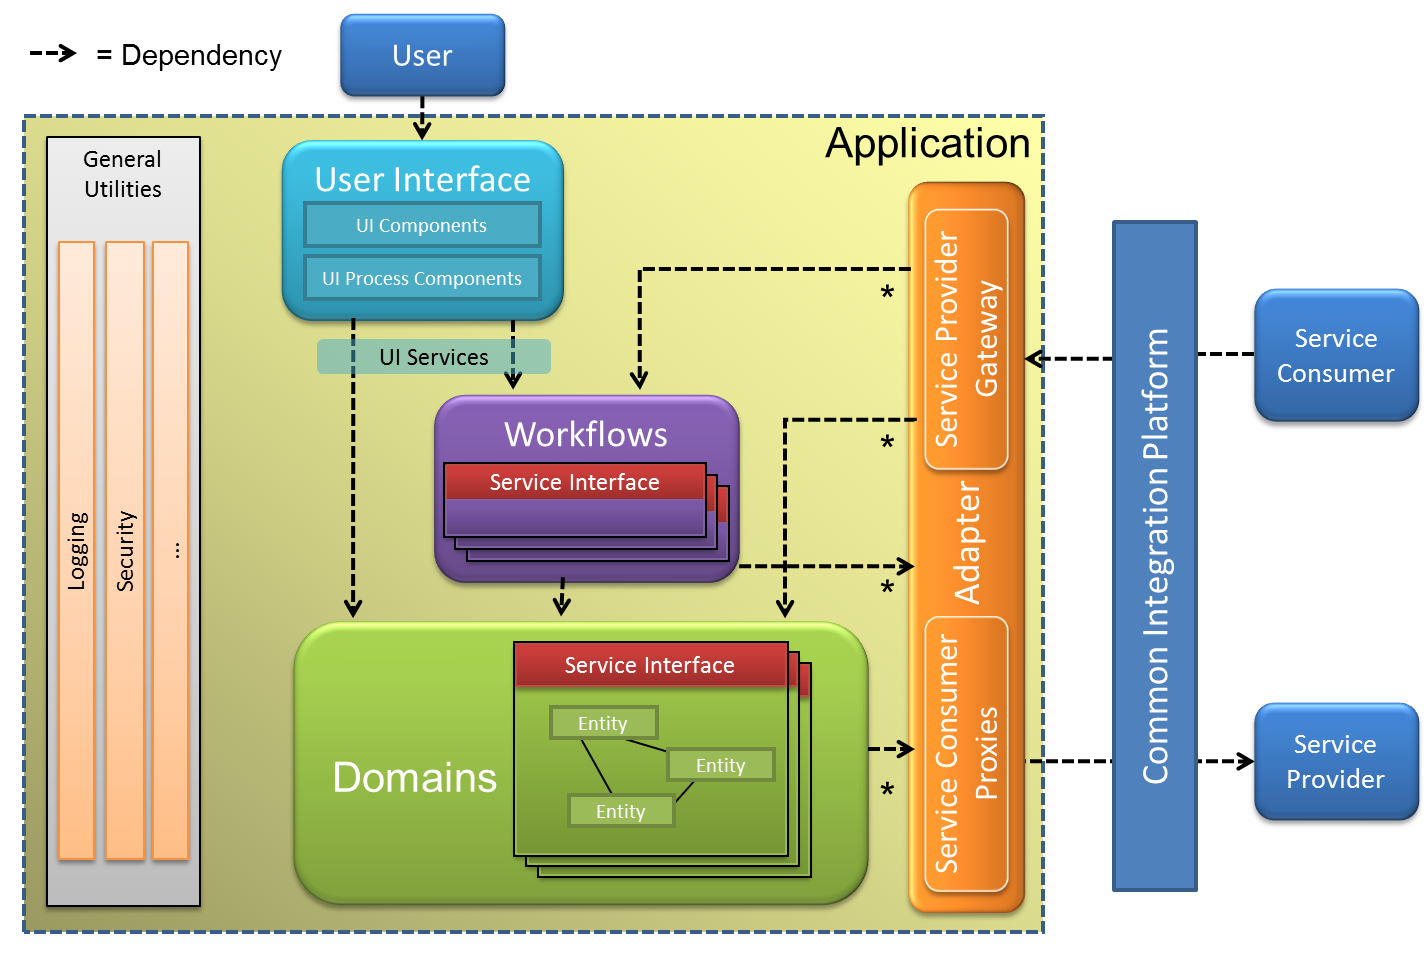 = Dependency
User
Application
General
Utilities
Logging
Security
...
User Interface
UI Components
UI Process Components
UI Services
Workflows
Service Interface
Domains
Service Interface
Entity
Entity
Entity
*
*
*
*
Service Provider
Gateway
Adapter
Service Consumer
Proxies
Common Integration Platform
Service
Consumer
Service
Provider